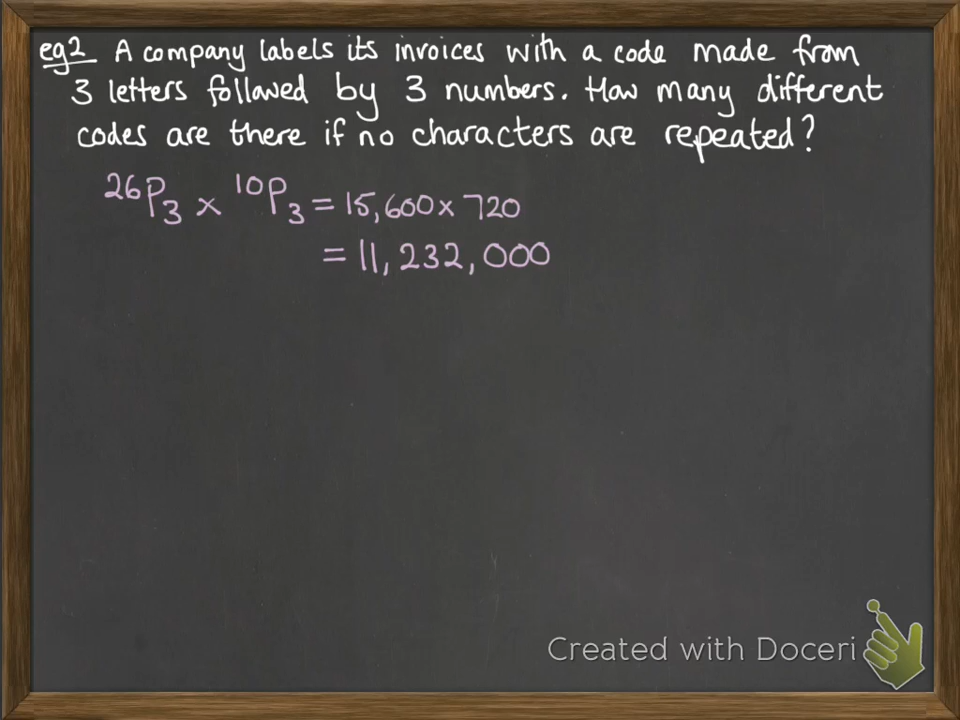 eg2 A company labels its invoices with a code made from
3 letters followed by 3 numbers. How many different
codes are there if no characters are repeated?
²⁶P₃ × ¹⁰P₃ = 15,600 × 720
= 11,232,000
Created with Doceri